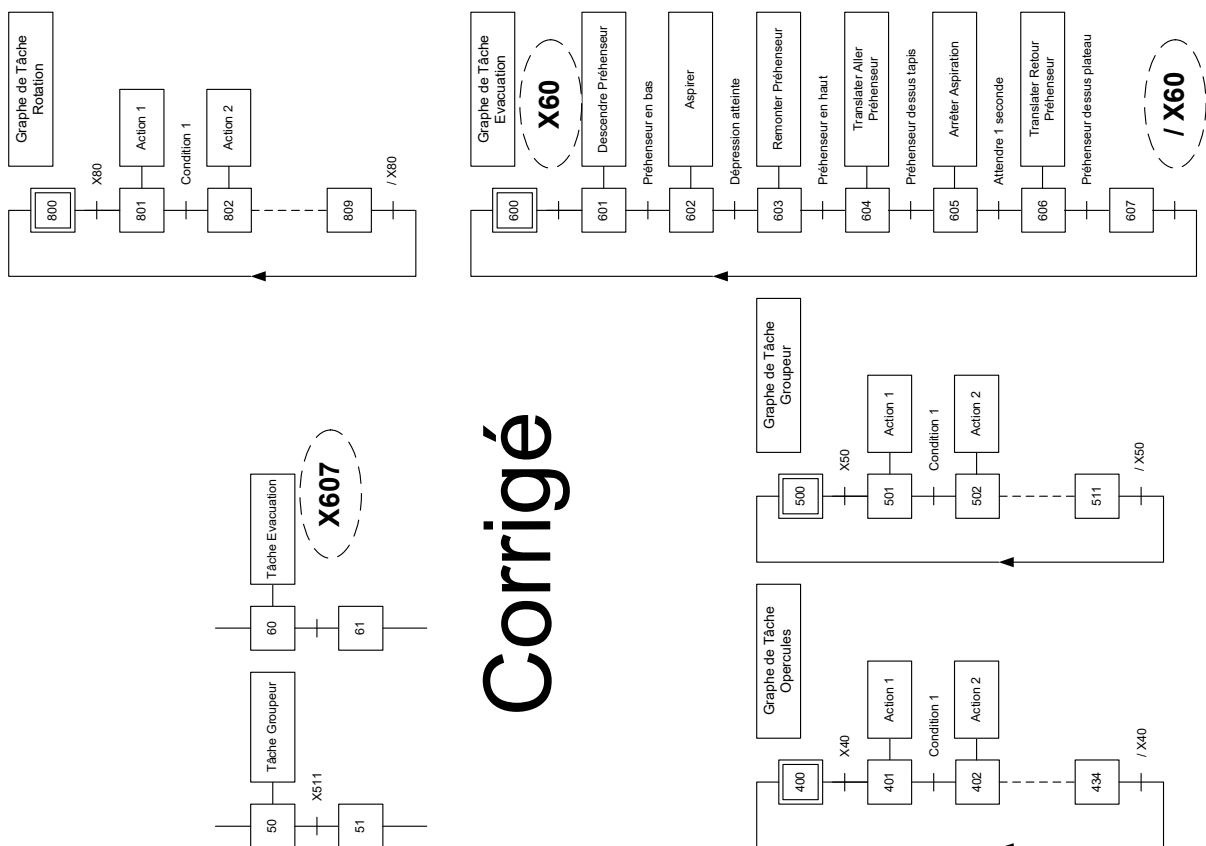 Graphe de Tâche
Rotation
800
X80
801
Action 1
Condition 1
802
Action 2
809
/ X80
Graphe de Tâche
Evacuation
600
X60
601
Descendre Préhenseur
Préhenseur en bas
602
Aspirer
Dépression atteinte
603
Remonter Préhenseur
Préhenseur en haut
604
Translater Aller
Préhenseur
Préhenseur dessus tapis
605
Arrêter Aspiration
Attendre 1 seconde
606
Translater Retour
Préhenseur
Préhenseur dessus plateau
607
/ X60
Tâche Evacuation
60
X607
61
Tâche Groupeur
50
X511
51
Corrigé
Graphe de Tâche
Groupeur
500
X50
501
Action 1
Condition 1
502
Action 2
511
/ X50
Graphe de Tâche
Opercules
400
X40
401
Action 1
Condition 1
402
Action 2
434
/ X40